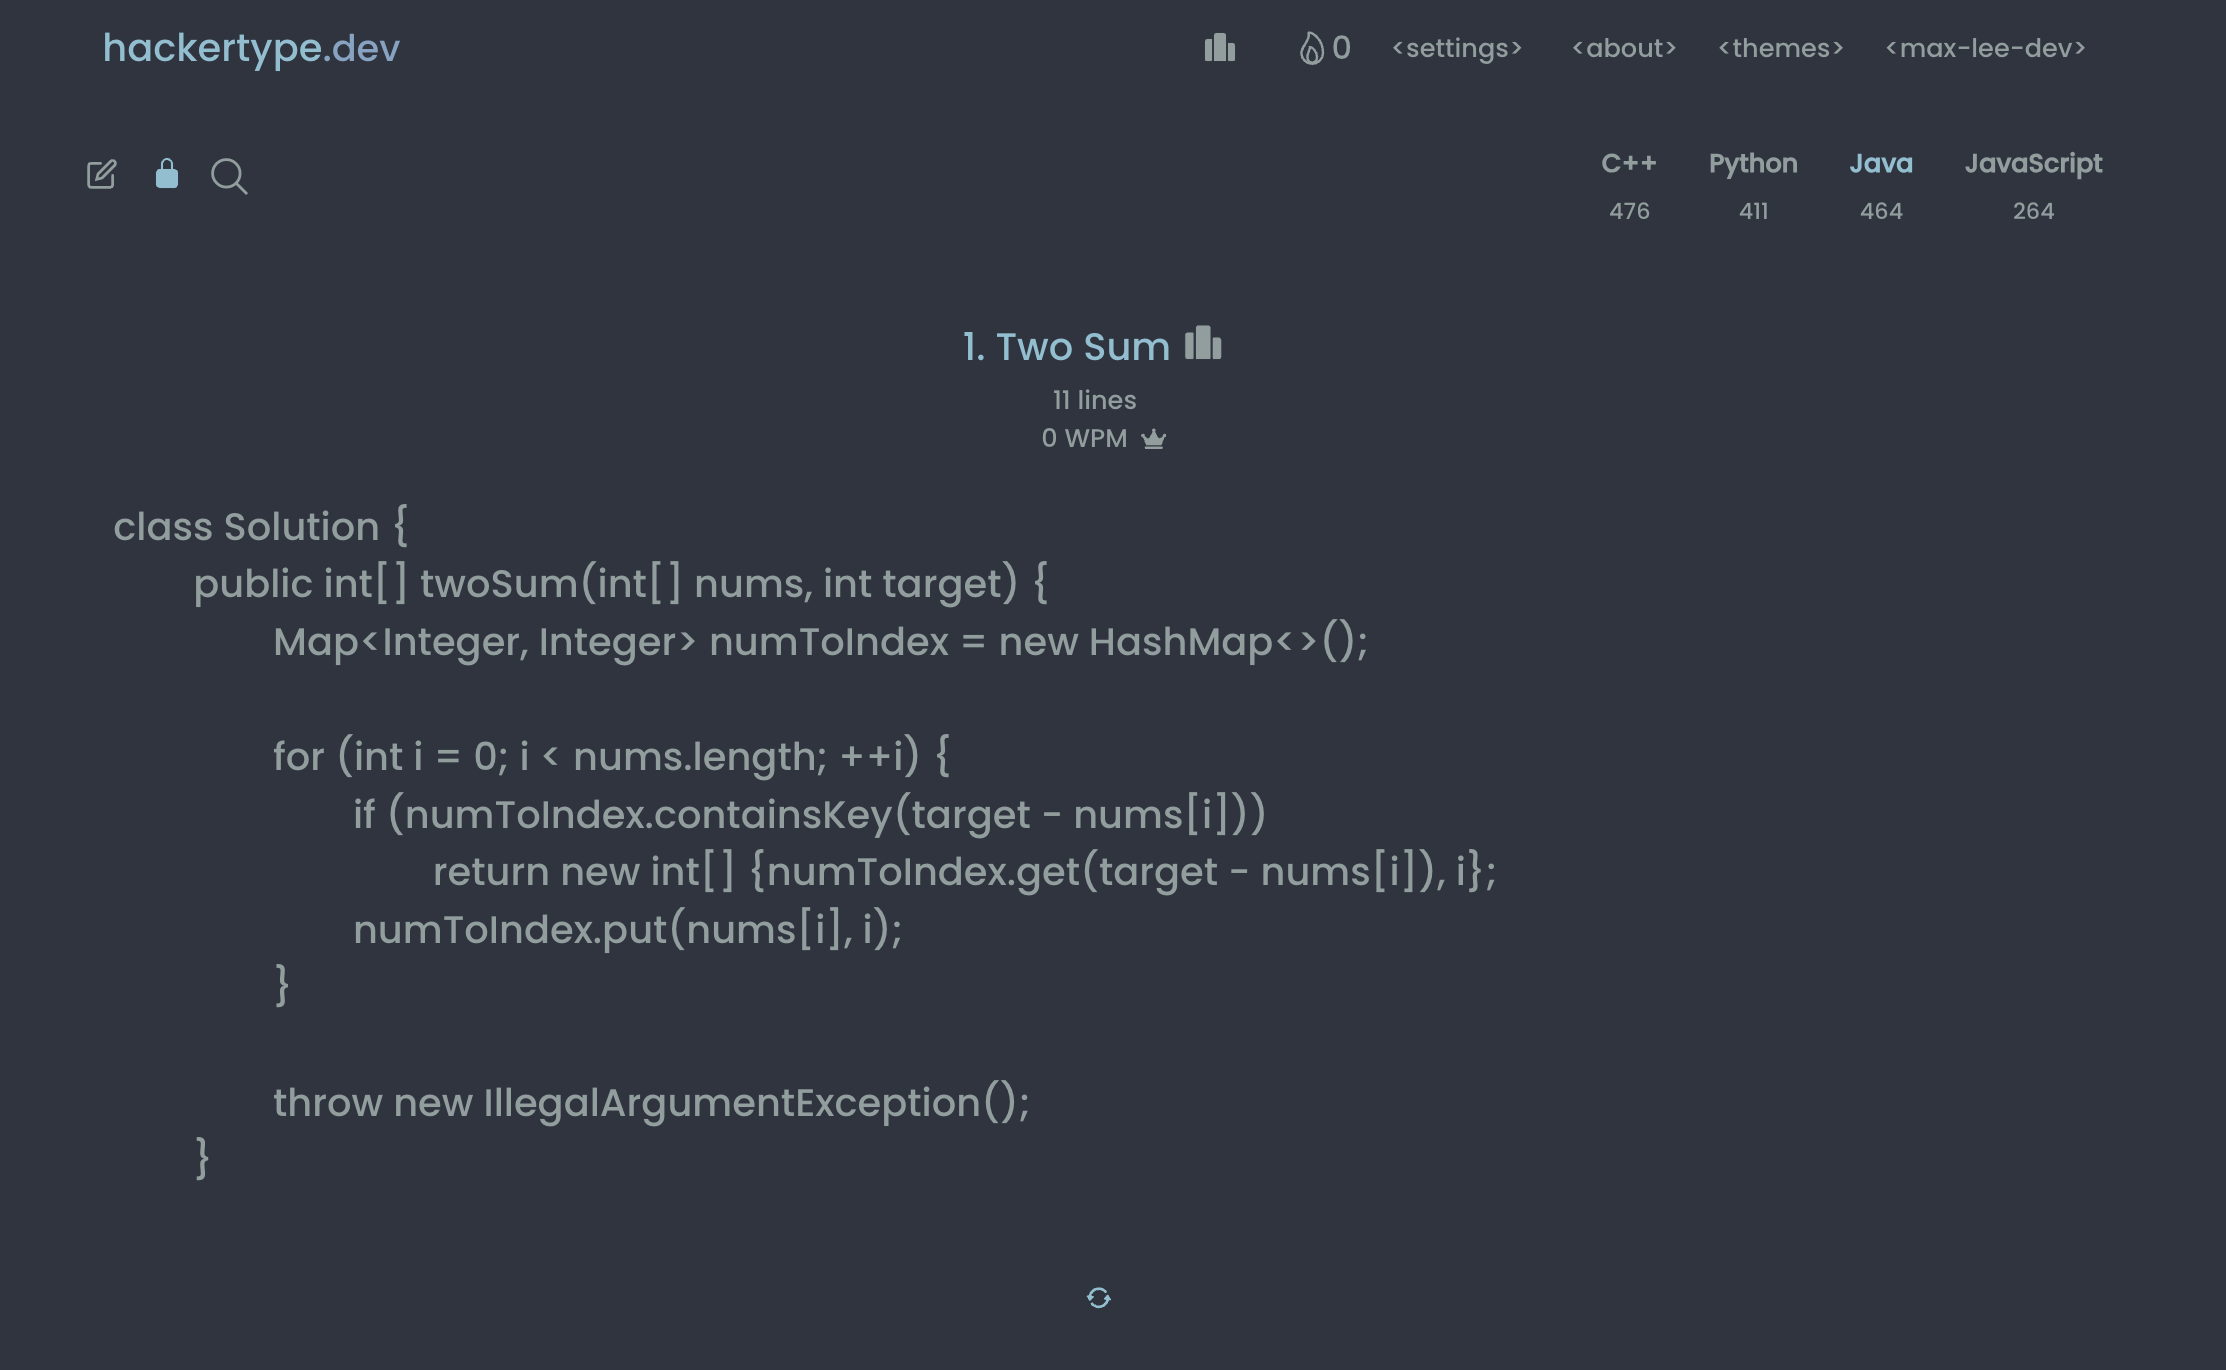 hackertype.dev
0 <settings> <about> <themes> <max-lee-dev>
C++ Python Java JavaScript
476 411 464 264
1. Two Sum
11 lines
0 WPM
class Solution {
public int[] twoSum(int[] nums, int target) {
Map<Integer, Integer> numToIndex = new HashMap<>();
for (int i = 0; i < nums.length; ++i) {
if (numToIndex.containsKey(target - nums[i]))
return new int[] {numToIndex.get(target - nums[i]), i};
numToIndex.put(nums[i], i);
}
throw new IllegalArgumentException();
}